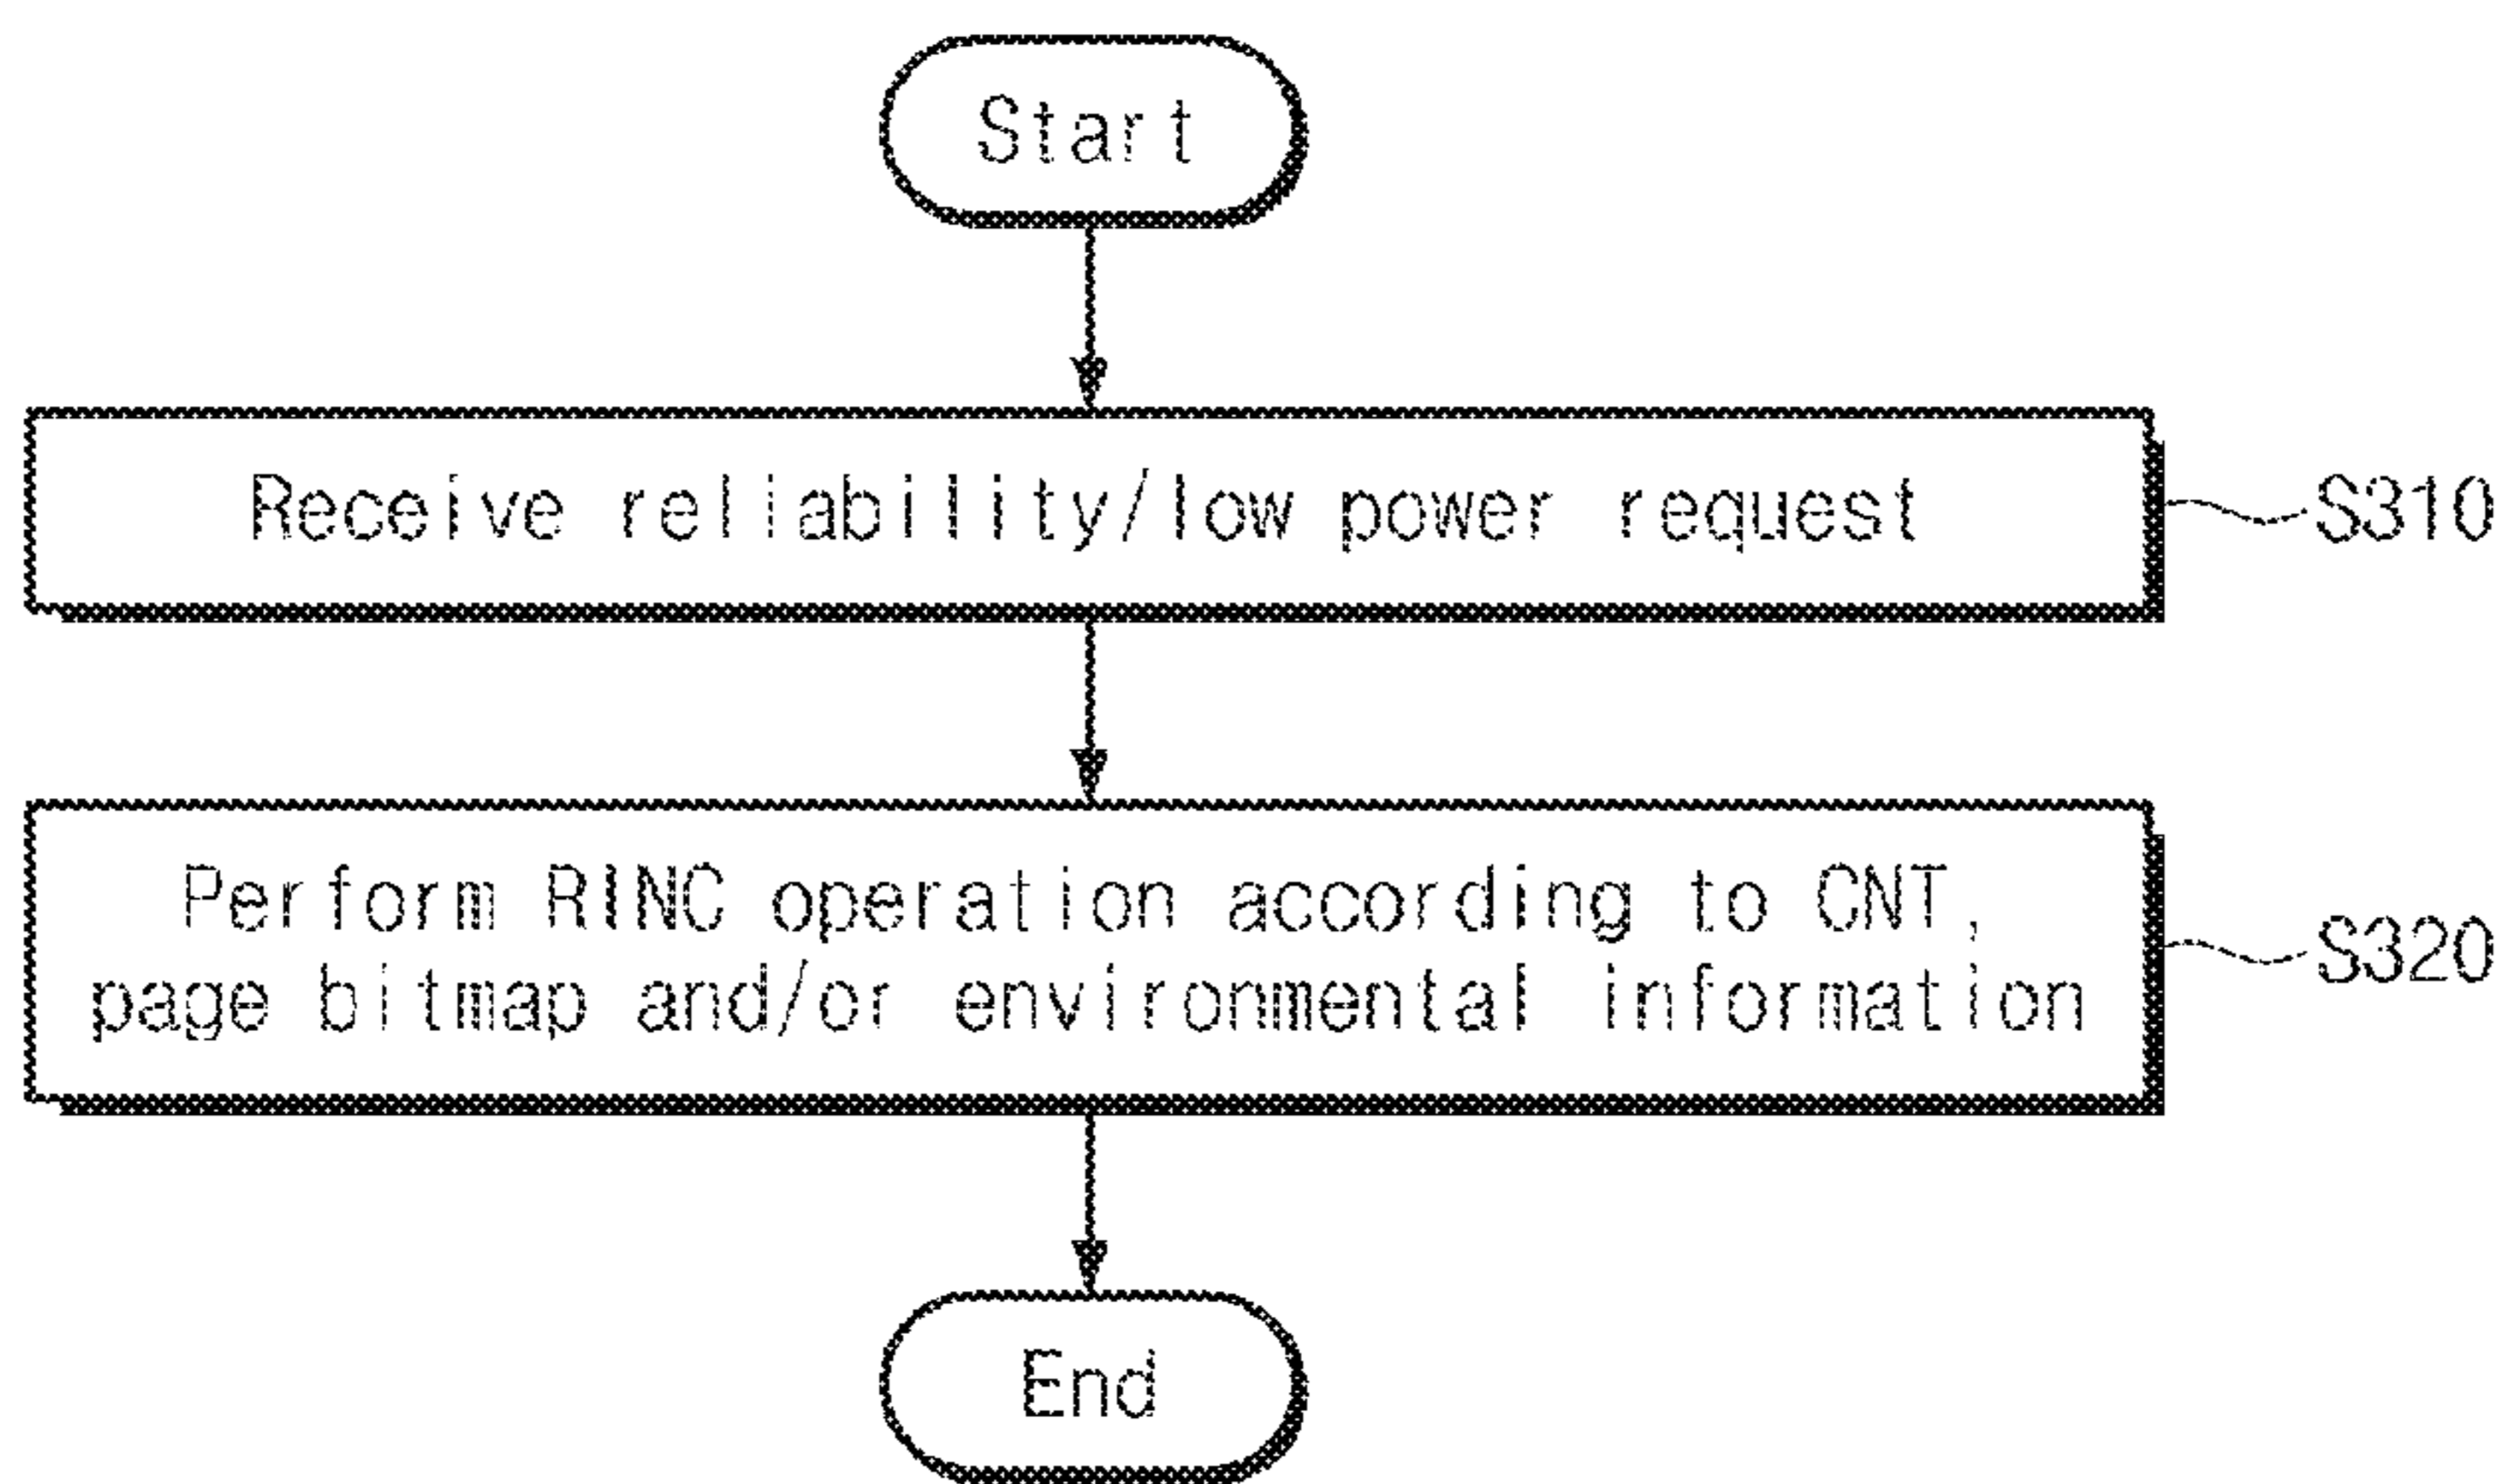 Start
Receive reliability/low power request
S310
Perform RINC operation according to CNT,
page bitmap and/or environmental information
S320
End